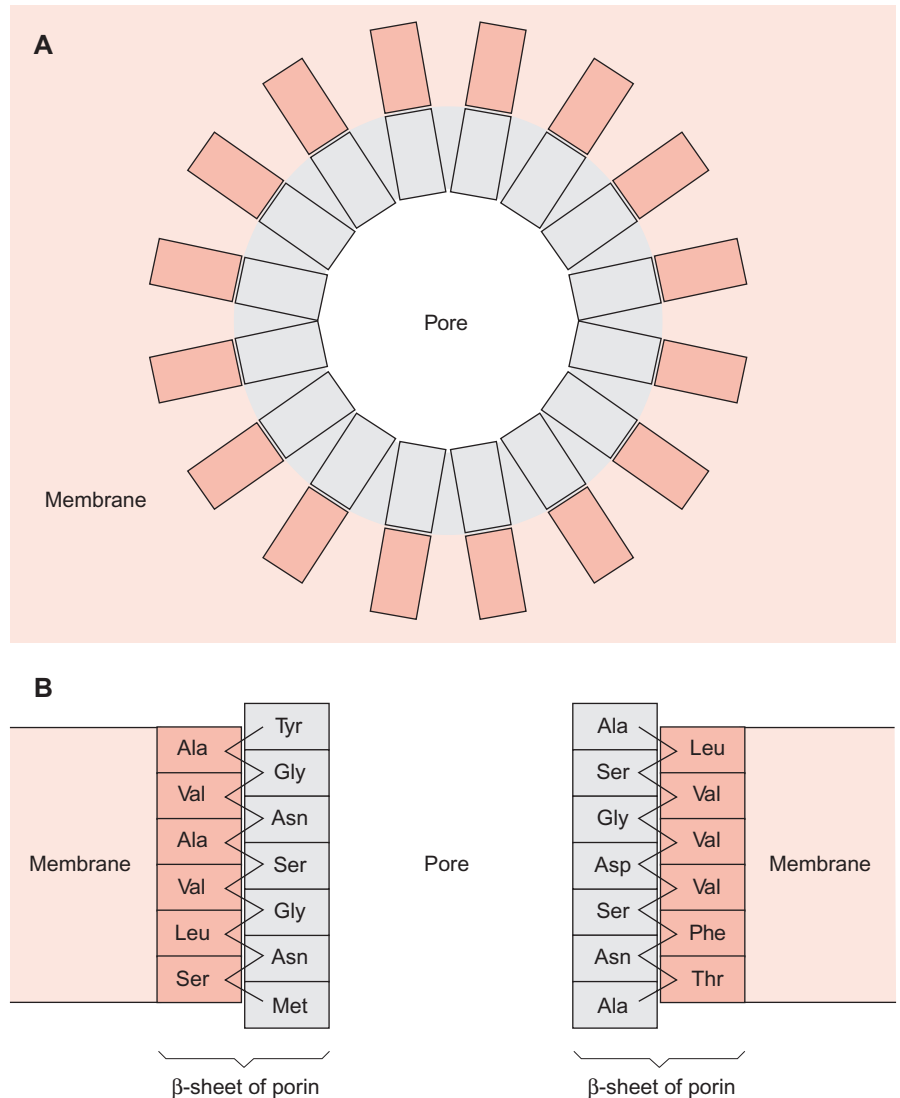 A
Pore
Membrane
B
Tyr
Ala
Gly
Val
Asn
Ala
Ser
Val
Gly
Leu
Asn
Ser
Met
Membrane
Pore
Ala
Leu
Ser
Val
Gly
Val
Asp
Val
Ser
Phe
Asn
Thr
Ala
Membrane
β-sheet of porin
β-sheet of porin